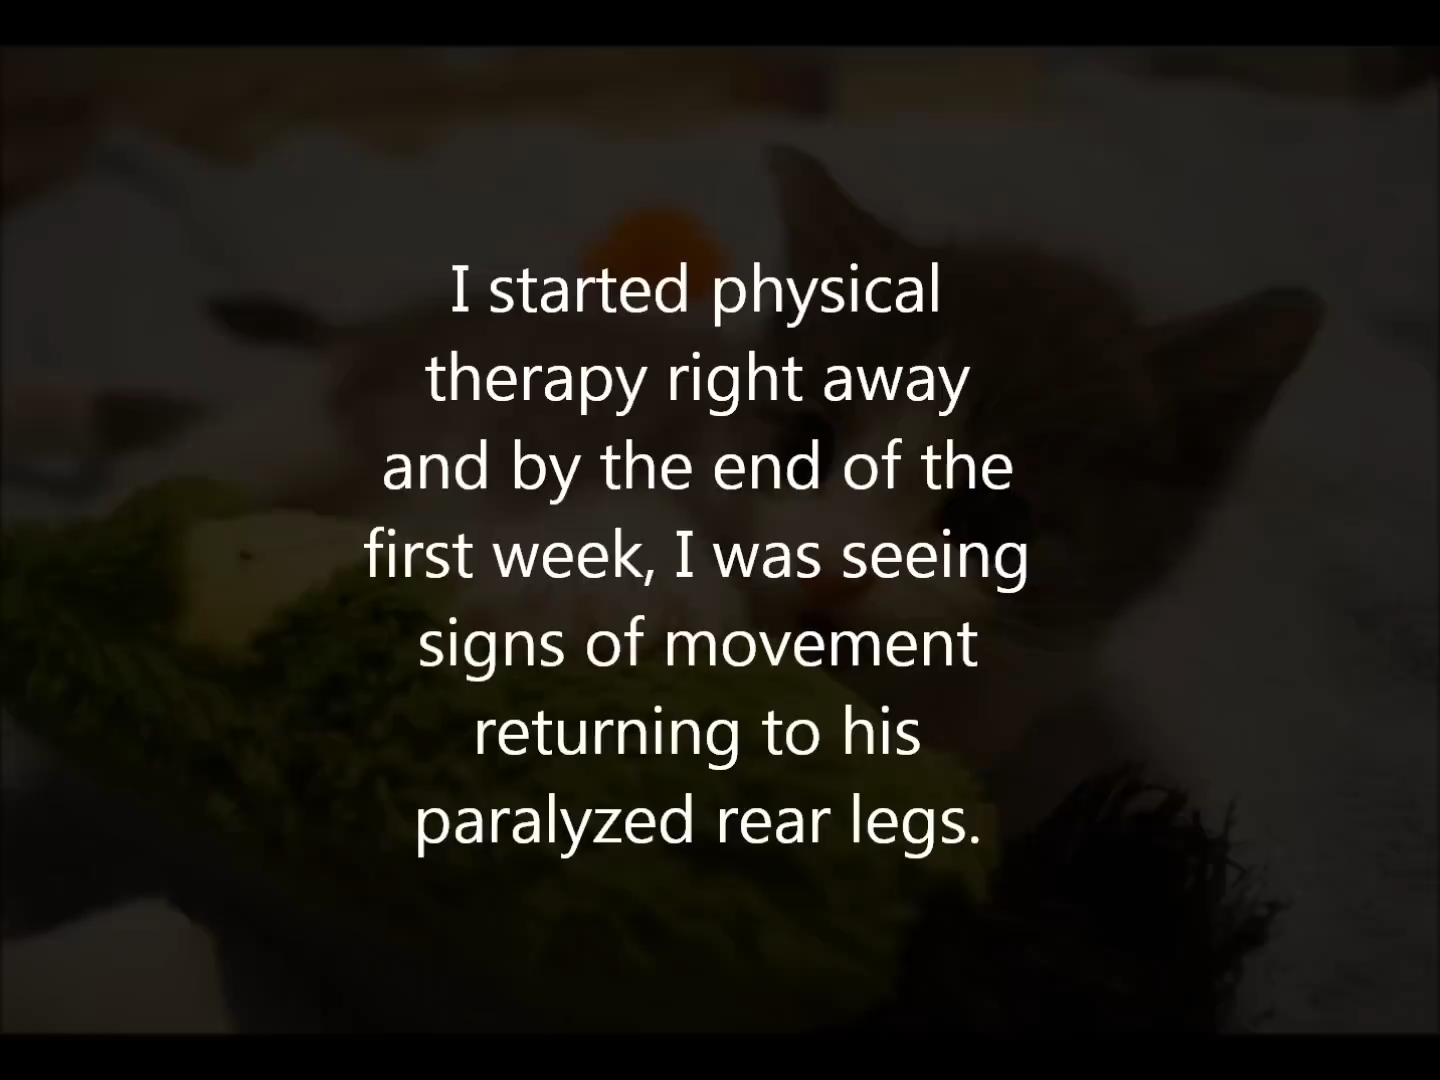 I started physical
therapy right away
and by the end of the
first week, I was seeing
signs of movement
returning to his
paralyzed rear legs.